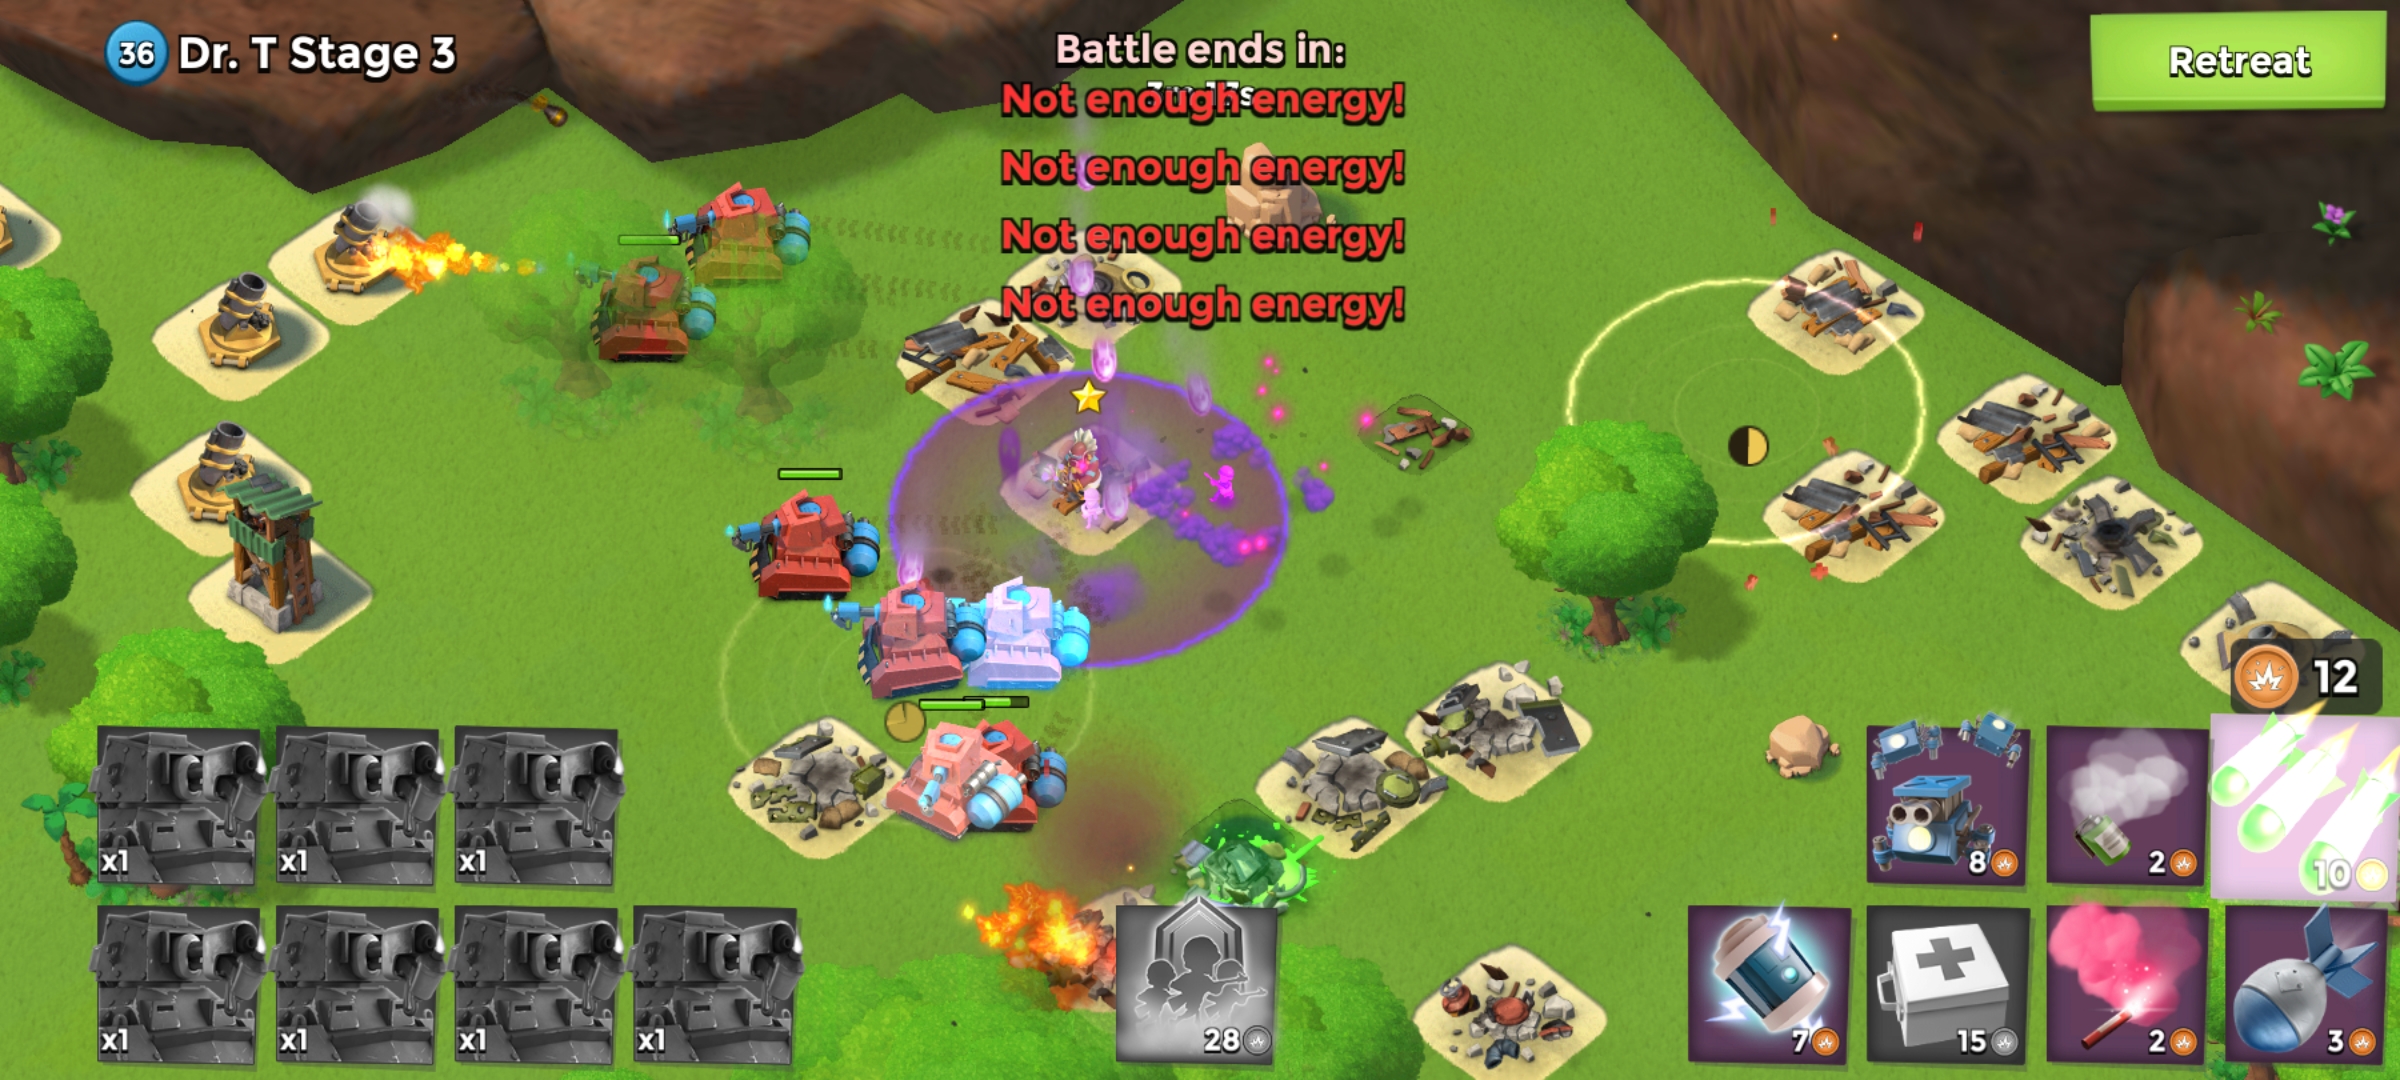 36 Dr. T Stage 3
Battle ends in:
Retreat
Not enough energy!
Not enough energy!
Not enough energy!
Not enough energy!
12
x1 x1 x1
8 2 10
x1 x1 x1 x1
28 7 15 2 3